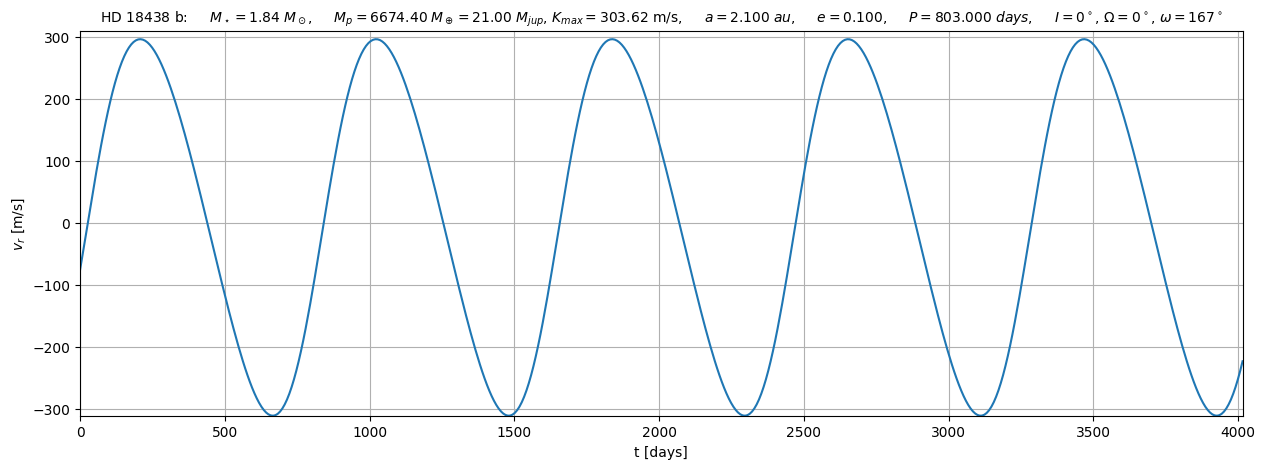 HD 18438 b: M⋆ = 1.84 M⊙, Mp = 6674.40 M⊕ = 21.00 Mjup, Kmax = 303.62 m/s, a = 2.100 au, e = 0.100, P = 803.000 days, I = 0°, Ω = 0°, ω = 167°
300
200
100
0
−100
−200
−300
vr [m/s]
0 500 1000 1500 2000 2500 3000 3500 4000
t [days]